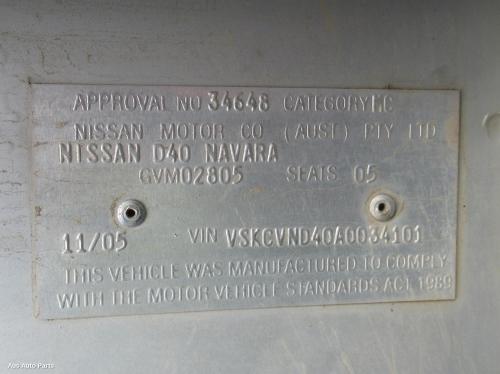 APPROVAL NO 34648 CATEGORY MC
NISSAN MOTOR CO (AUST) PTY LTD
NISSAN D40 NAVARA
GVM02805 SEATS 05
11/05 VIN VSKCVND40A0034101
THIS VEHICLE WAS MANUFACTURED TO COMPLY
WITH THE MOTOR VEHICLE STANDARDS ACT 1989
Aus Auto Parts